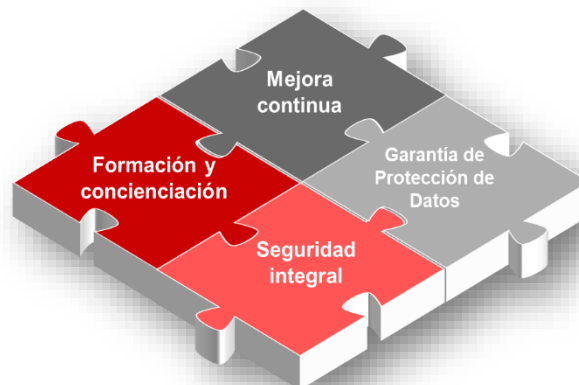 Mejora
continua
Formación y
concienciación
Garantía de
Protección de
Datos
Seguridad
integral